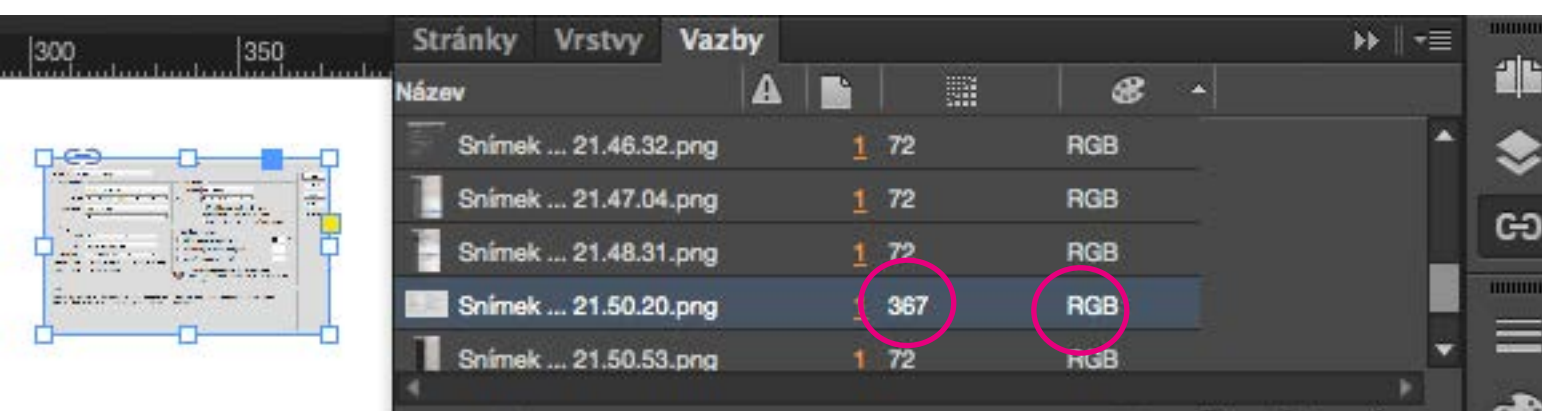 300 350
Stránky Vrstvy Vazby
Název
Snímek ... 21.46.32.png 1 72 RGB
Snímek ... 21.47.04.png 1 72 RGB
Snímek ... 21.48.31.png 1 72 RGB
Snímek ... 21.50.20.png 1 367 RGB
Snímek ... 21.50.53.png 1 72 RGB